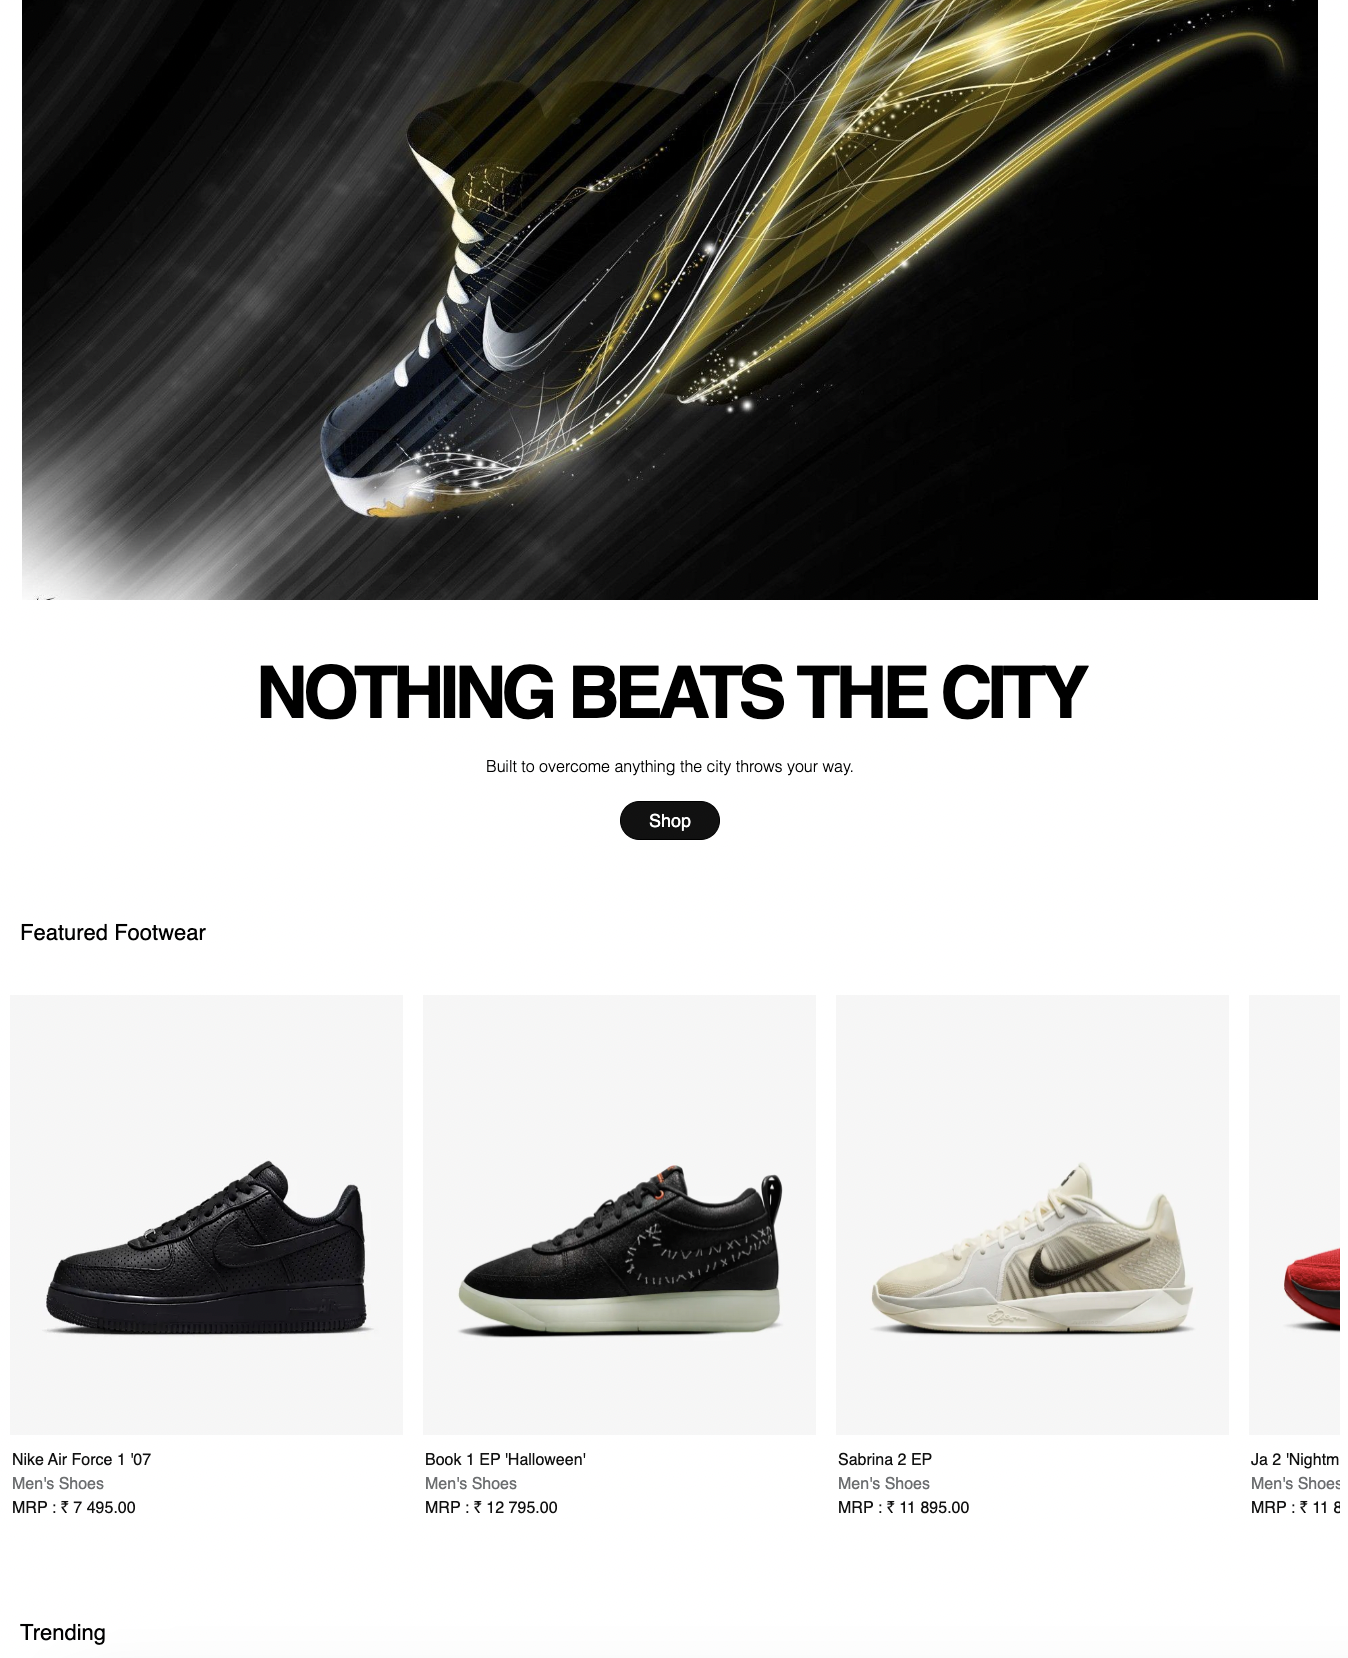 NOTHING BEATS THE CITY
Built to overcome anything the city throws your way.
Shop
Featured Footwear
Nike Air Force 1 '07
Men's Shoes
MRP : ₹ 7 495.00
Book 1 EP 'Halloween'
Men's Shoes
MRP : ₹ 12 795.00
Sabrina 2 EP
Men's Shoes
MRP : ₹ 11 895.00
Ja 2 'Nightm
Men's Shoes
MRP : ₹ 11 8
Trending